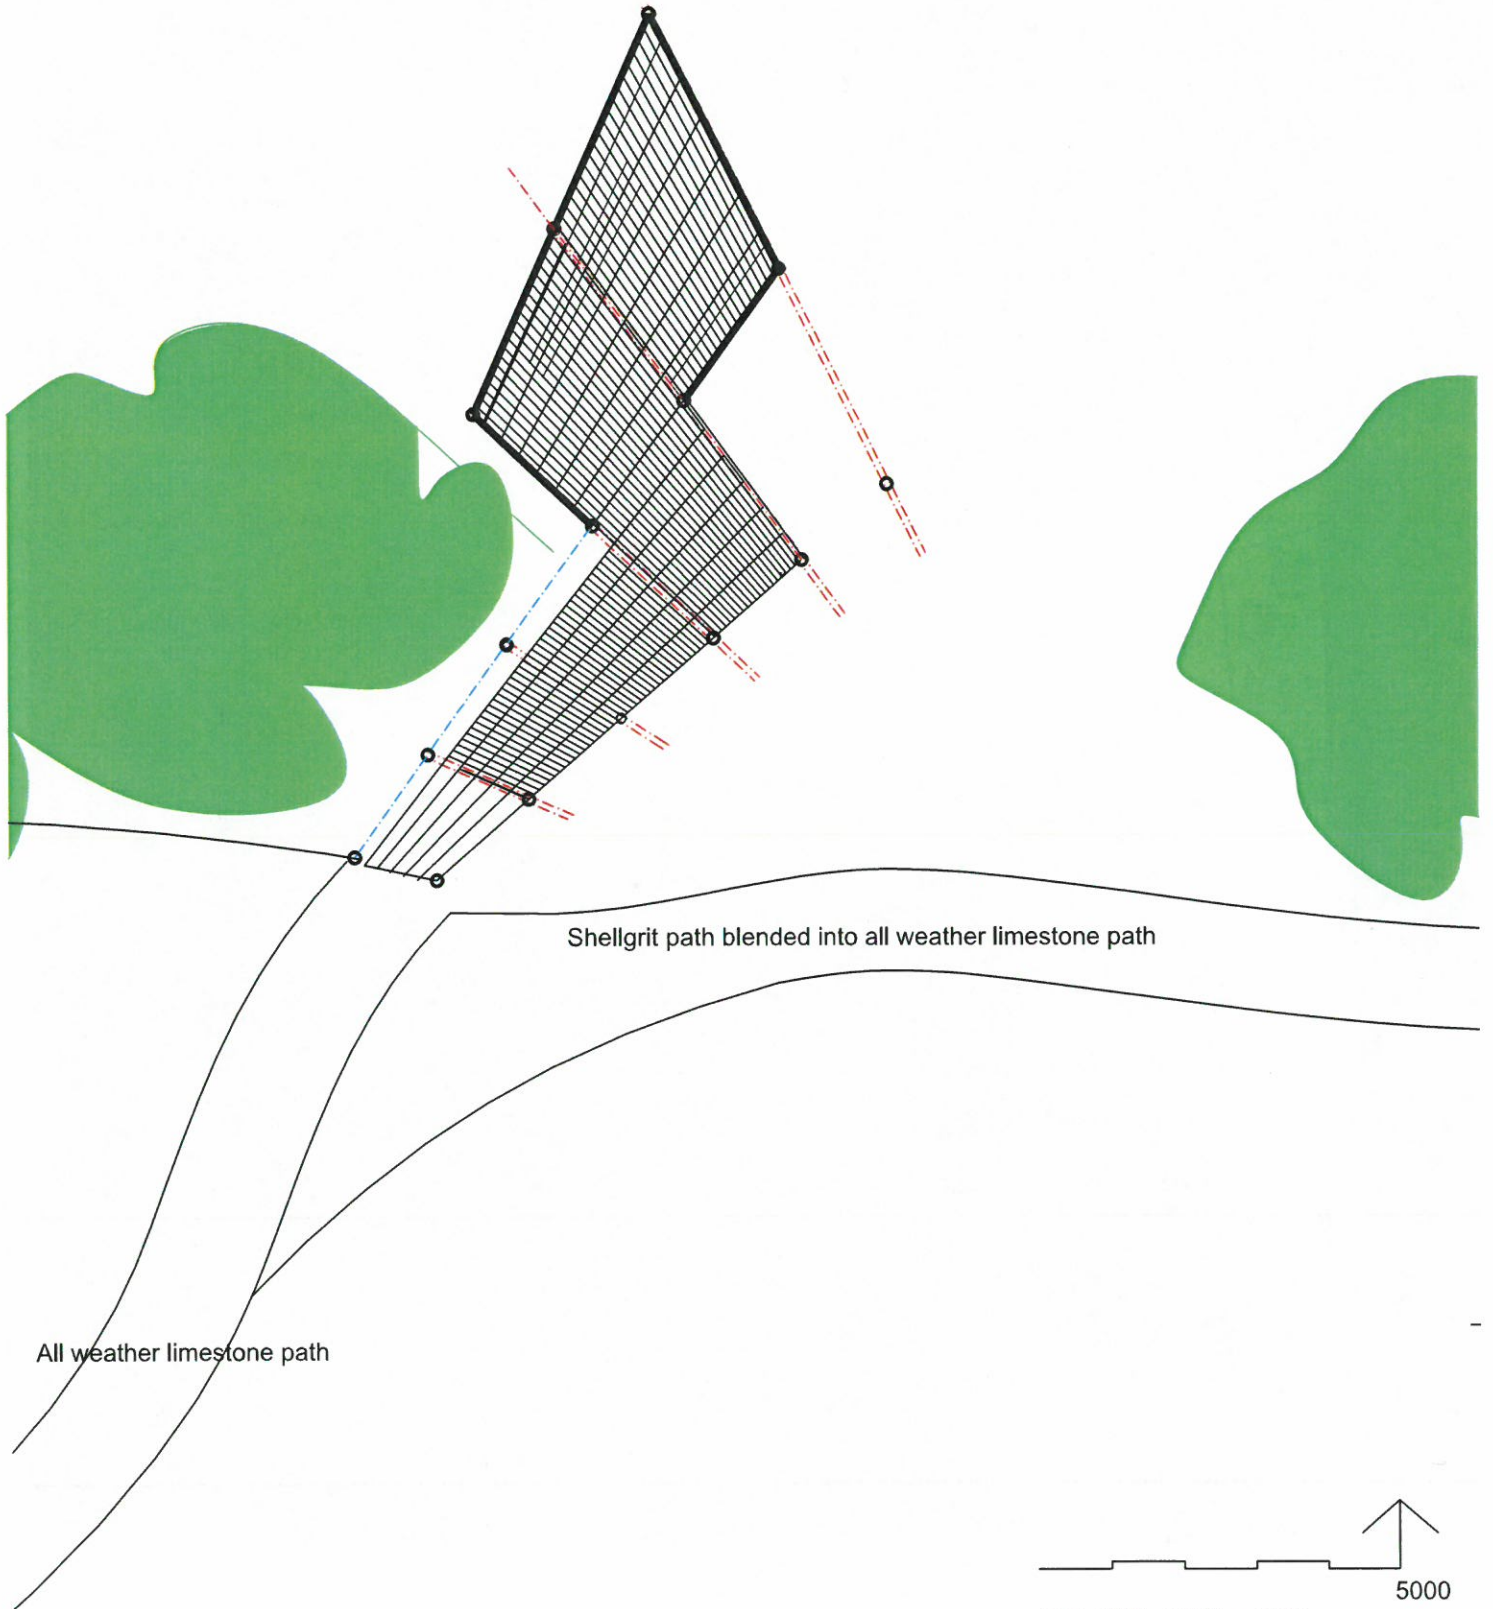 Shellgrit path blended into all weather limestone path
All weather limestone path
5000